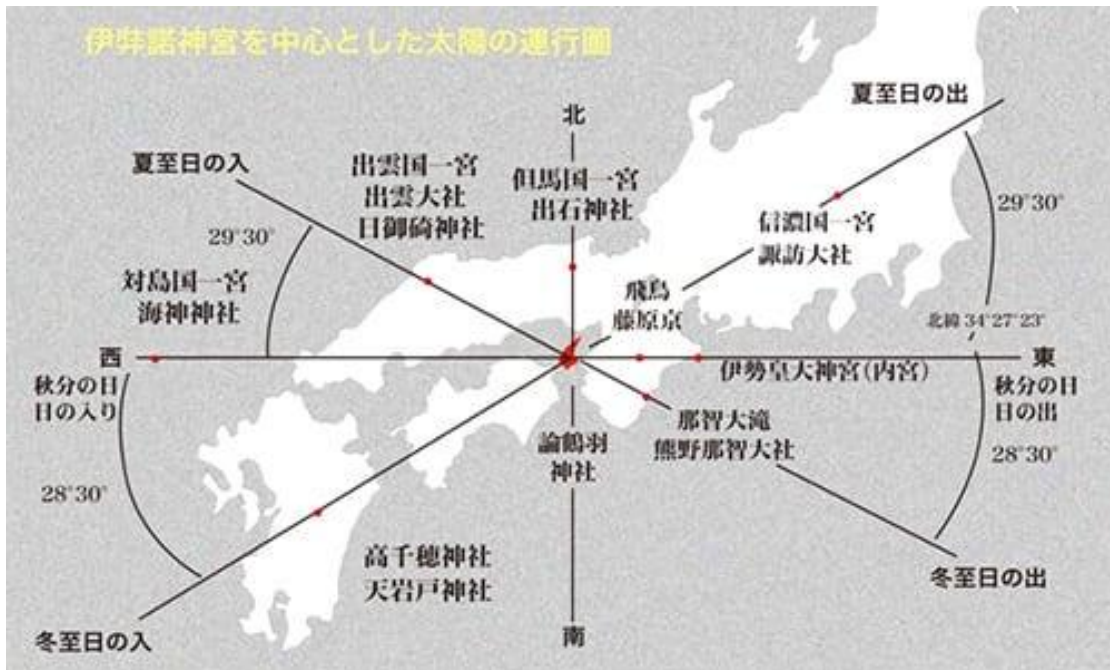 伊弉諾神宮を中心とした太陽の運行圖
夏至日の出
北
夏至日の入
出雲国一宮
出雲大社
日御碕神社
但馬国一宮
出石神社
信濃国一宮
諏訪大社
29°30°
29°30°
対島国一宮
海神神社
飛鳥
藤原京
北緯 34°27°23°
西
秋分の日
日の入り
伊勢皇大神宮(内宮)
東
秋分の日
日の出
那智大滝
熊野那智大社
論鶴羽
神社
28°30°
28°30°
高千穂神社
天岩戸神社
冬至日の出
冬至日の入
南